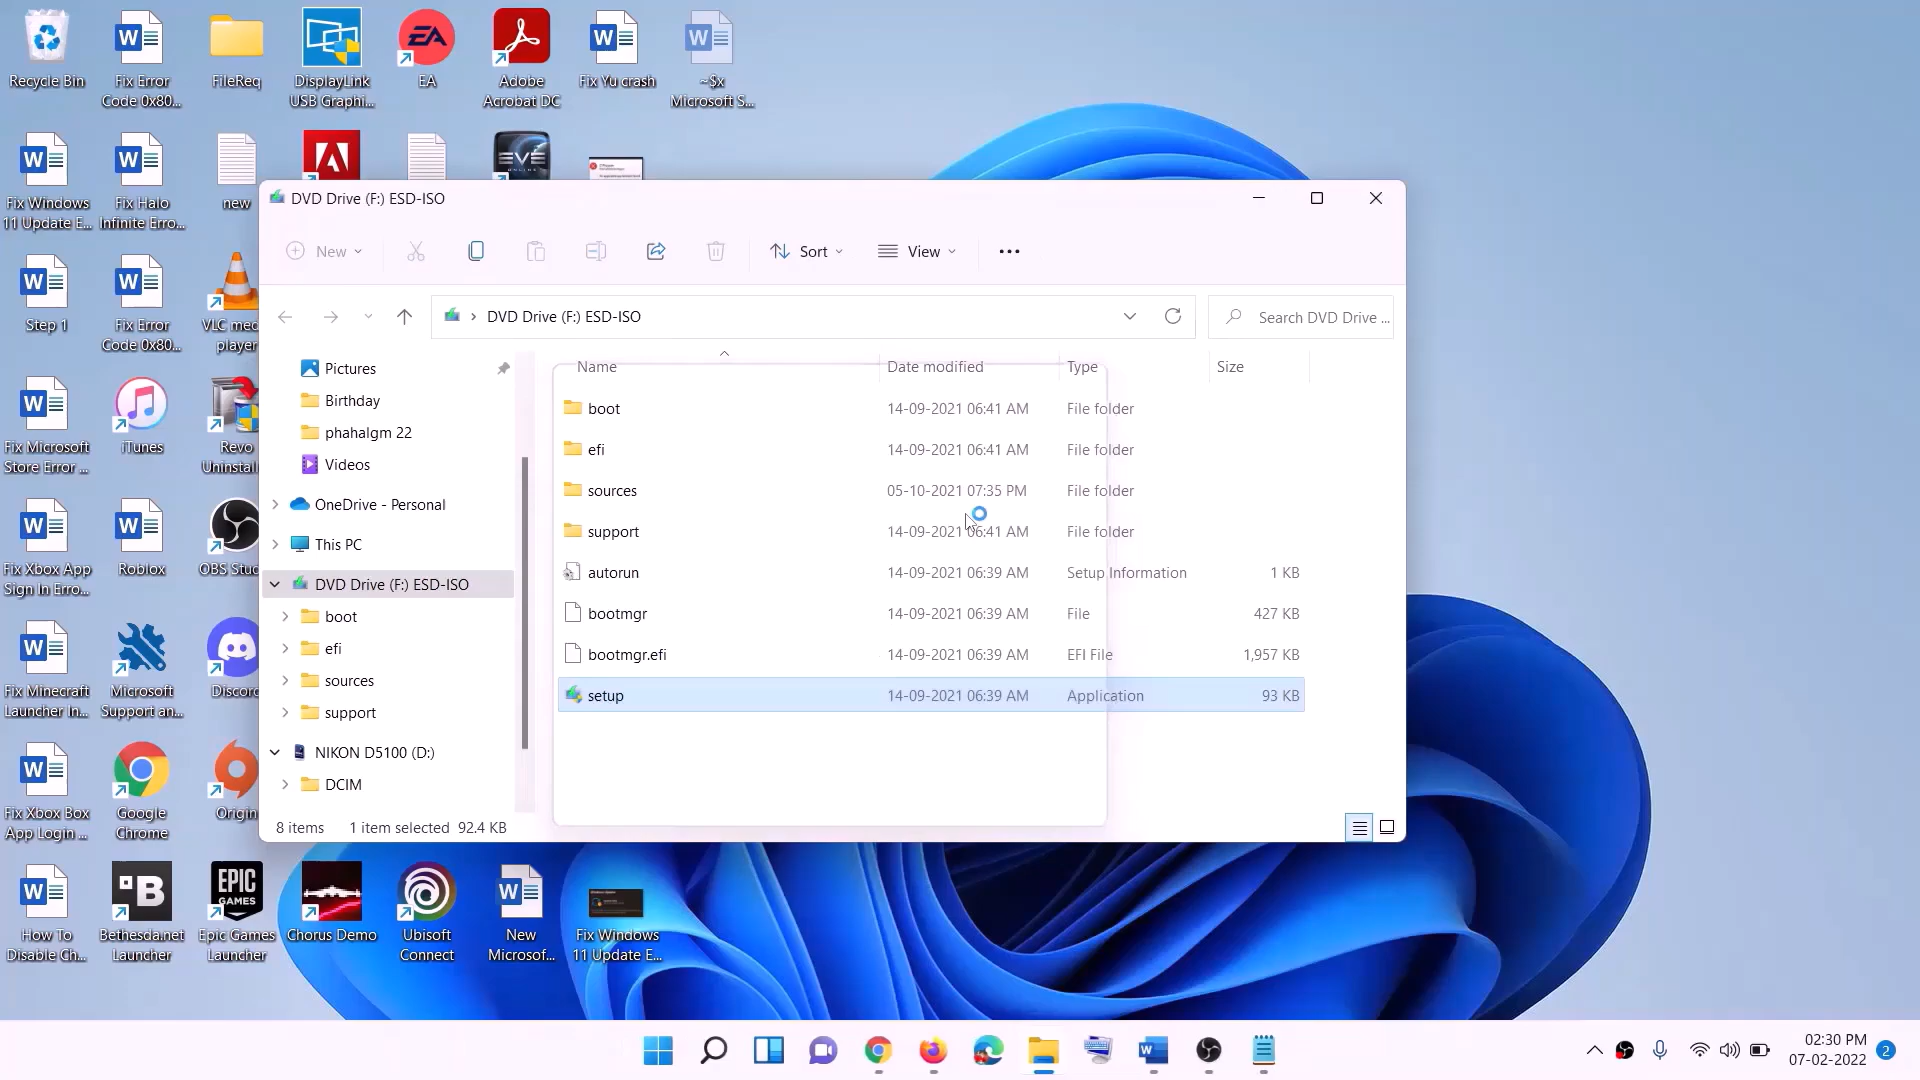 Recycle Bin
Fix Error
Code 0x80...
FileReq
DisplayLink
USB Graphi...
EA
Adobe
Acrobat DC
Fix Yu crash
~$x
Microsoft S...
Fix Windows
11 Update E...
Fix Halo
Infinite Erro...
new
EVE
ONLINE
Step 1
Fix Error
Code 0x80...
VLC med
player
Fix Microsoft
Store Error ...
iTunes
Revo
Uninstall
Fix Xbox App
Sign In Erro...
Roblox
OBS Stud
Fix Minecraft
Launcher In...
Microsoft
Support an...
Discord
Fix Xbox Box
App Login ...
Google
Chrome
Origin
How To
Disable Ch...
Bethesda.net
Launcher
EPIC
GAMES
Epic Games
Launcher
Chorus Demo
Ubisoft
Connect
New
Microsof...
Fix Windows
11 Update E...
DVD Drive (F:) ESD-ISO
New
Sort
View
DVD Drive (F:) ESD-ISO
Search DVD Drive ...
Pictures
Birthday
phahalgm 22
Videos
OneDrive - Personal
This PC
DVD Drive (F:) ESD-ISO
boot
efi
sources
support
NIKON D5100 (D:)
DCIM
Name Date modified Type Size
boot 14-09-2021 06:41 AM File folder
efi 14-09-2021 06:41 AM File folder
sources 05-10-2021 07:35 PM File folder
support 14-09-2021 06:41 AM File folder
autorun 14-09-2021 06:39 AM Setup Information 1 KB
bootmgr 14-09-2021 06:39 AM File 427 KB
bootmgr.efi 14-09-2021 06:39 AM EFI File 1,957 KB
setup 14-09-2021 06:39 AM Application 93 KB
8 items 1 item selected 92.4 KB
02:30 PM
07-02-2022
2